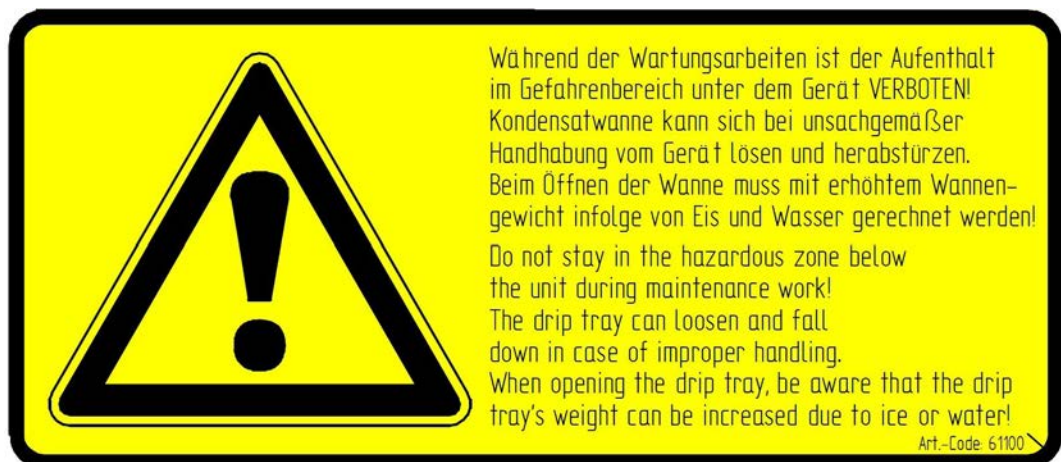 Während der Wartungsarbeiten ist der Aufenthalt
im Gefahrenbereich unter dem Gerät VERBOTEN!
Kondensatwanne kann sich bei unsachgemäßer
Handhabung vom Gerät lösen und herabstürzen.
Beim Öffnen der Wanne muss mit erhöhtem Wannen-
gewicht infolge von Eis und Wasser gerechnet werden!
Do not stay in the hazardous zone below
the unit during maintenance work!
The drip tray can loosen and fall
down in case of improper handling.
When opening the drip tray, be aware that the drip
tray's weight can be increased due to ice or water!
Art.-Code: 61100